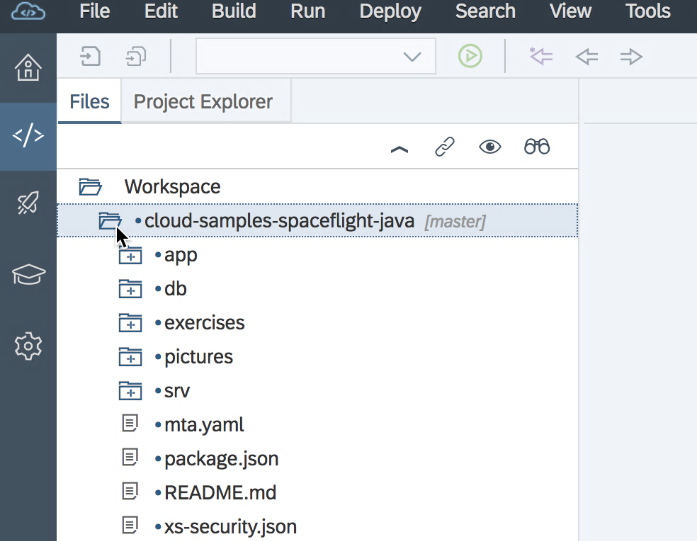 File Edit Build Run Deploy Search View Tools
Files Project Explorer
Workspace
cloud-samples-spaceflight-java [master]
app
db
exercises
pictures
srv
mta.yaml
package.json
README.md
xs-security.json